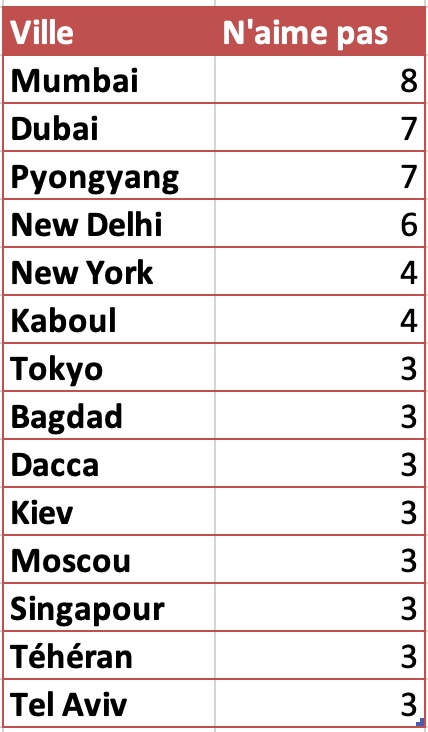 Ville N'aime pas
Mumbai 8
Dubai 7
Pyongyang 7
New Delhi 6
New York 4
Kaboul 4
Tokyo 3
Bagdad 3
Dacca 3
Kiev 3
Moscou 3
Singapour 3
Téhéran 3
Tel Aviv 3